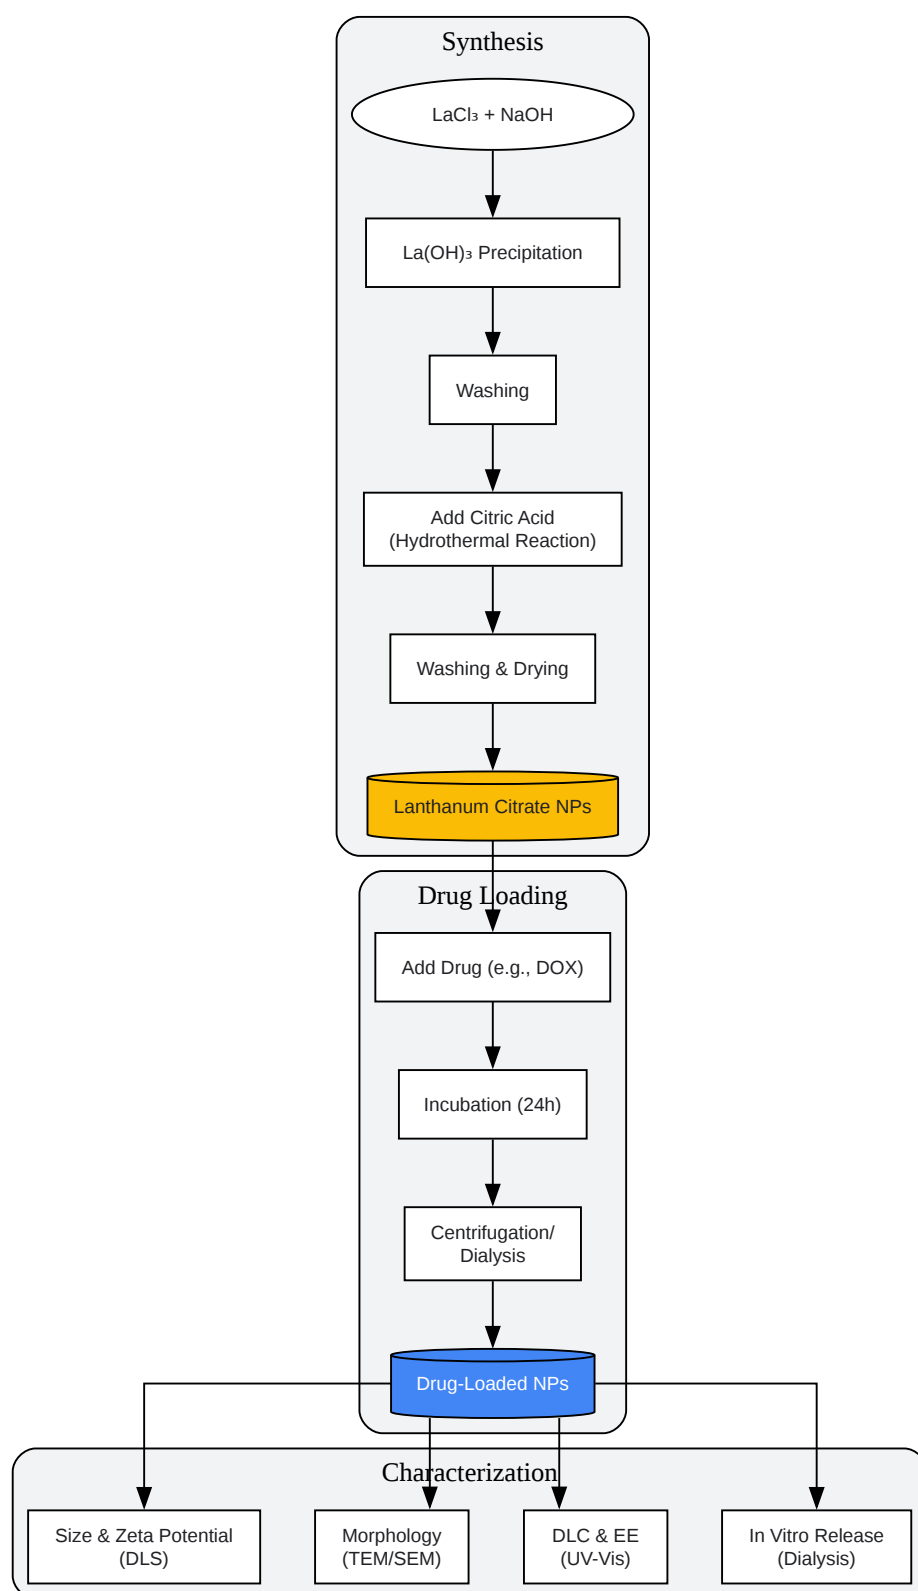 Synthesis
LaCl₃ + NaOH
La(OH)₃ Precipitation
Washing
Add Citric Acid
(Hydrothermal Reaction)
Washing & Drying
Lanthanum Citrate NPs
Drug Loading
Add Drug (e.g., DOX)
Incubation (24h)
Centrifugation/
Dialysis
Drug-Loaded NPs
Characterization
Size & Zeta Potential
(DLS)
Morphology
(TEM/SEM)
DLC & EE
(UV-Vis)
In Vitro Release
(Dialysis)